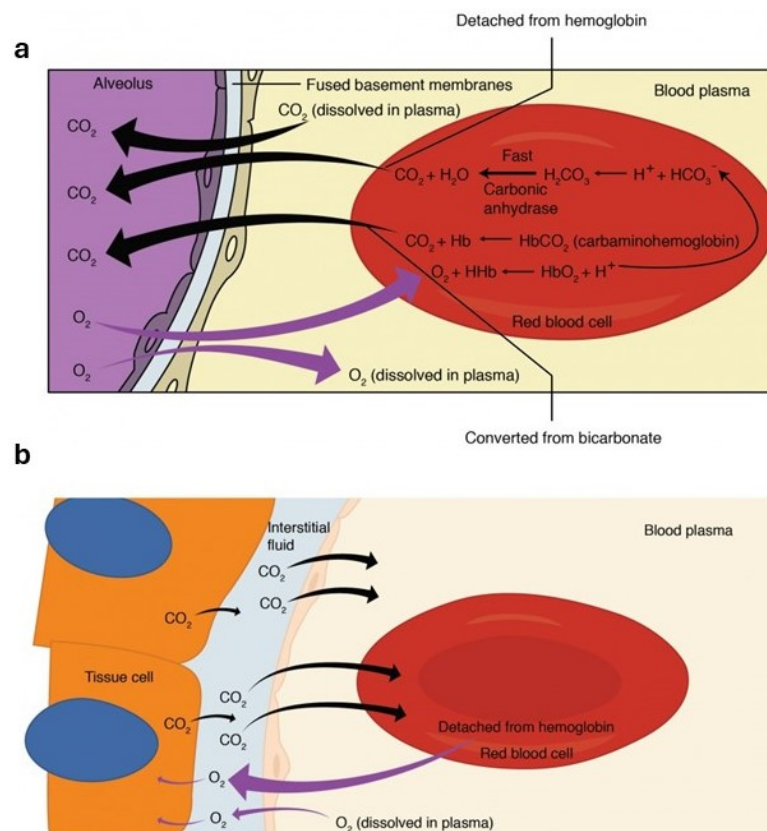 Detached from hemoglobin
a
Alveolus
Fused basement membranes
Blood plasma
CO₂ (dissolved in plasma)
CO₂
CO₂
CO₂
Fast
CO₂ + H₂O H₂CO₃ H⁺ + HCO₃⁻
Carbonic
anhydrase
CO₂ + Hb HbCO₂ (carbaminohemoglobin)
O₂ + HHb HbO₂ + H⁺
Red blood cell
O₂
O₂
O₂ (dissolved in plasma)
Converted from bicarbonate
b
Interstitial
fluid
Blood plasma
CO₂
CO₂
CO₂
Tissue cell
CO₂
CO₂
CO₂
Detached from hemoglobin
Red blood cell
O₂
O₂
O₂ (dissolved in plasma)